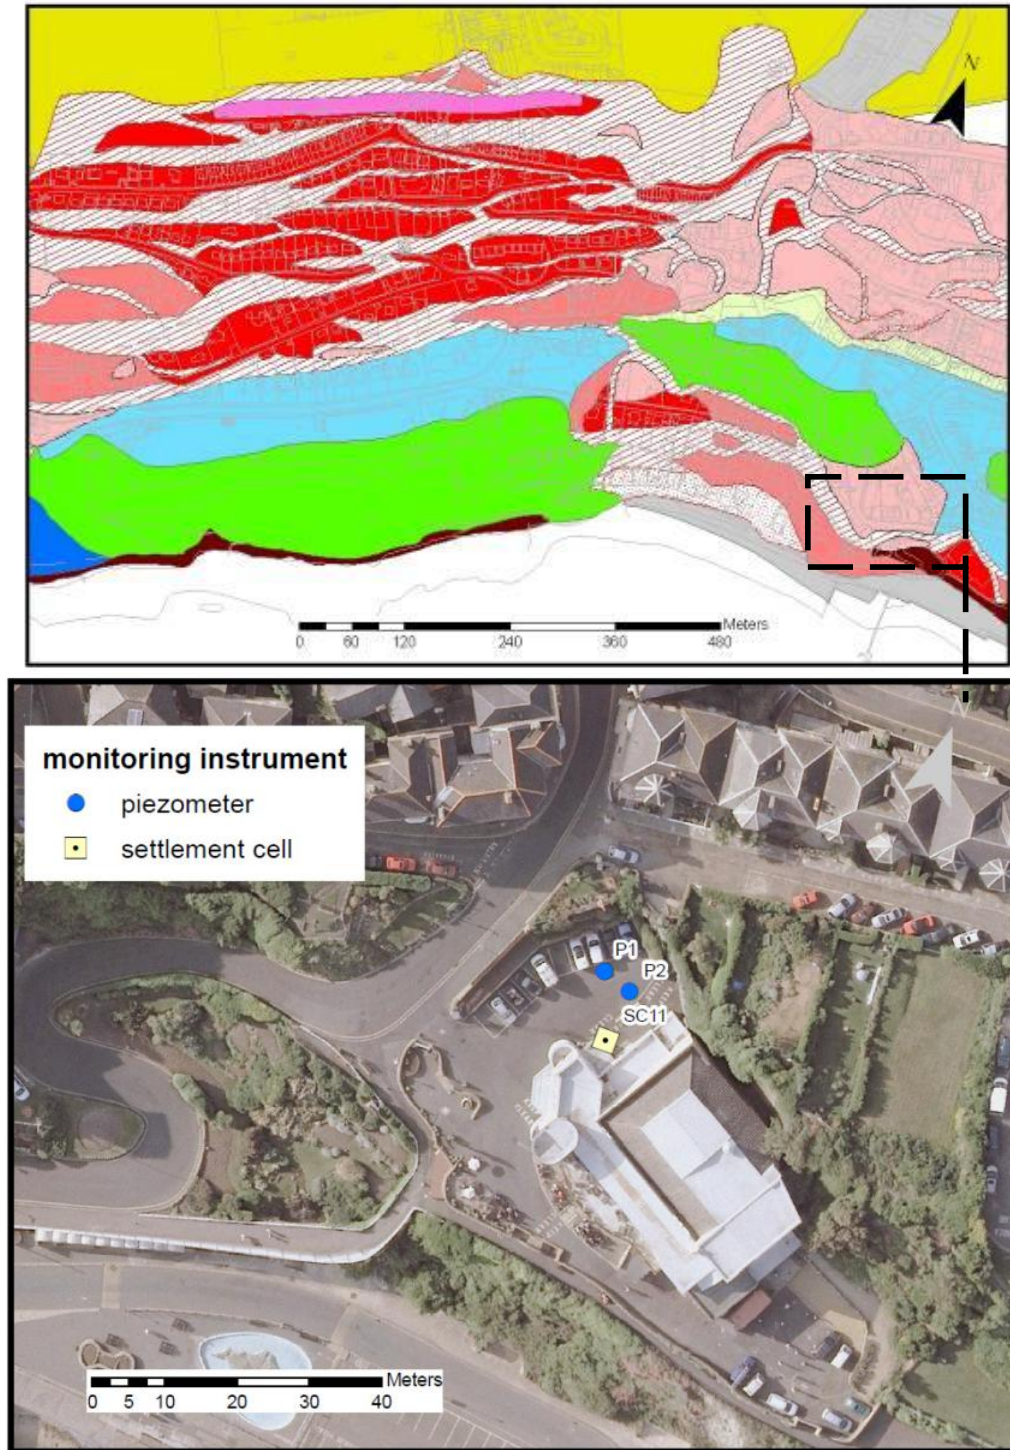 N
Meters
0 60 120 240 360 480
monitoring instrument
piezometer
settlement cell
P1
P2
SC11
Meters
0 5 10 20 30 40